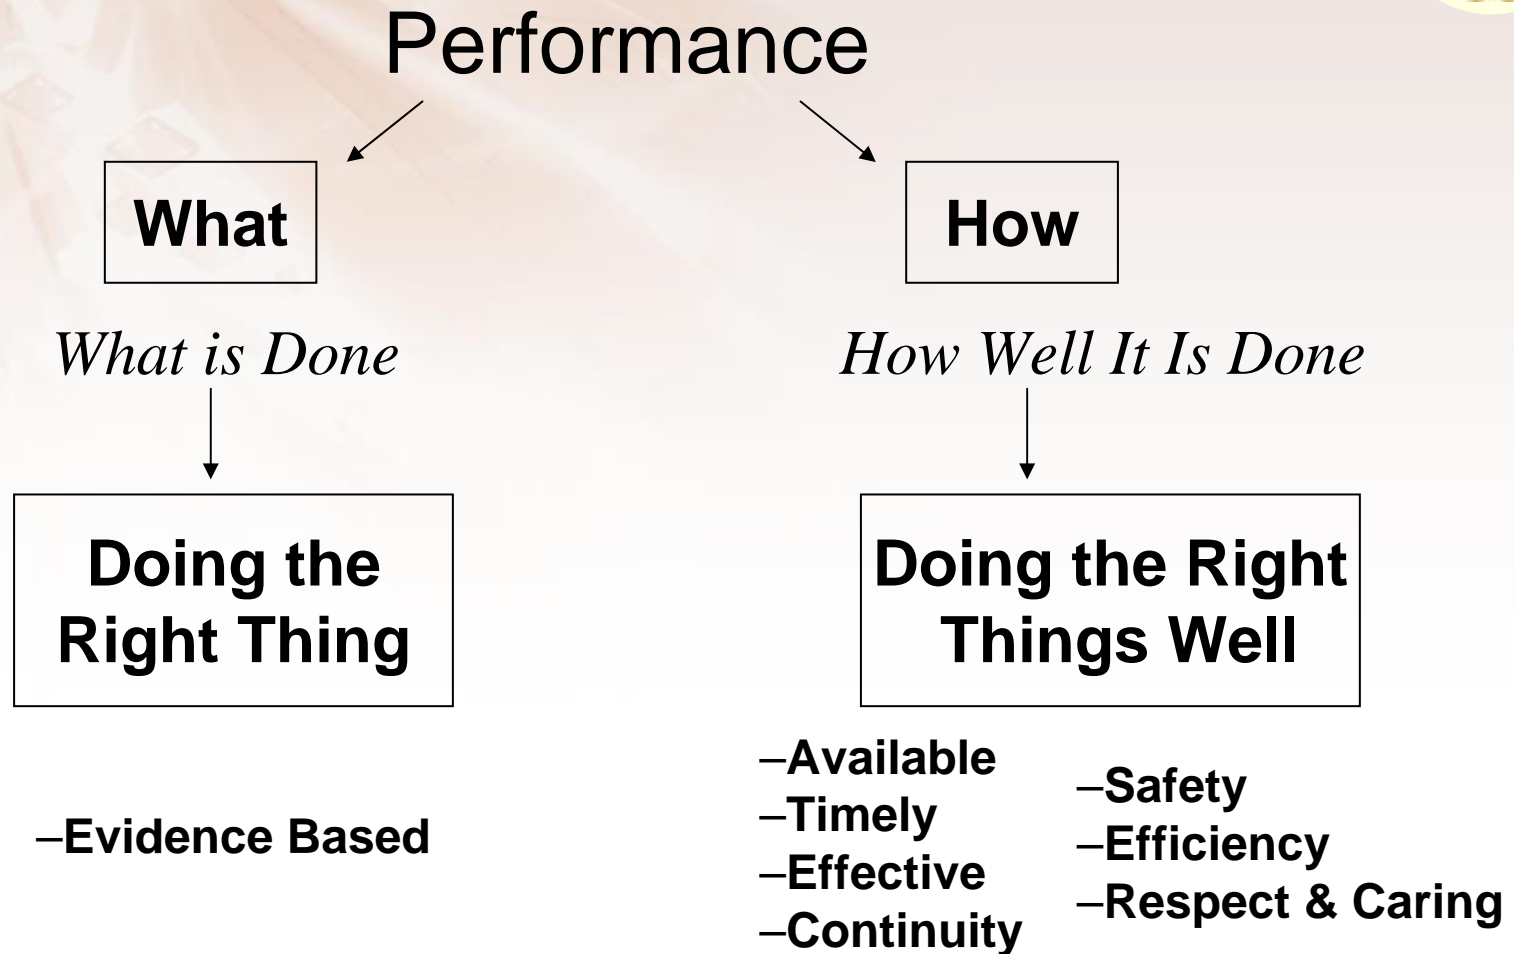 Performance
What
How
What is Done
How Well It Is Done
Doing the
Right Thing
Doing the Right
Things Well
–Evidence Based
–Available
–Timely
–Effective
–Continuity
–Safety
–Efficiency
–Respect & Caring